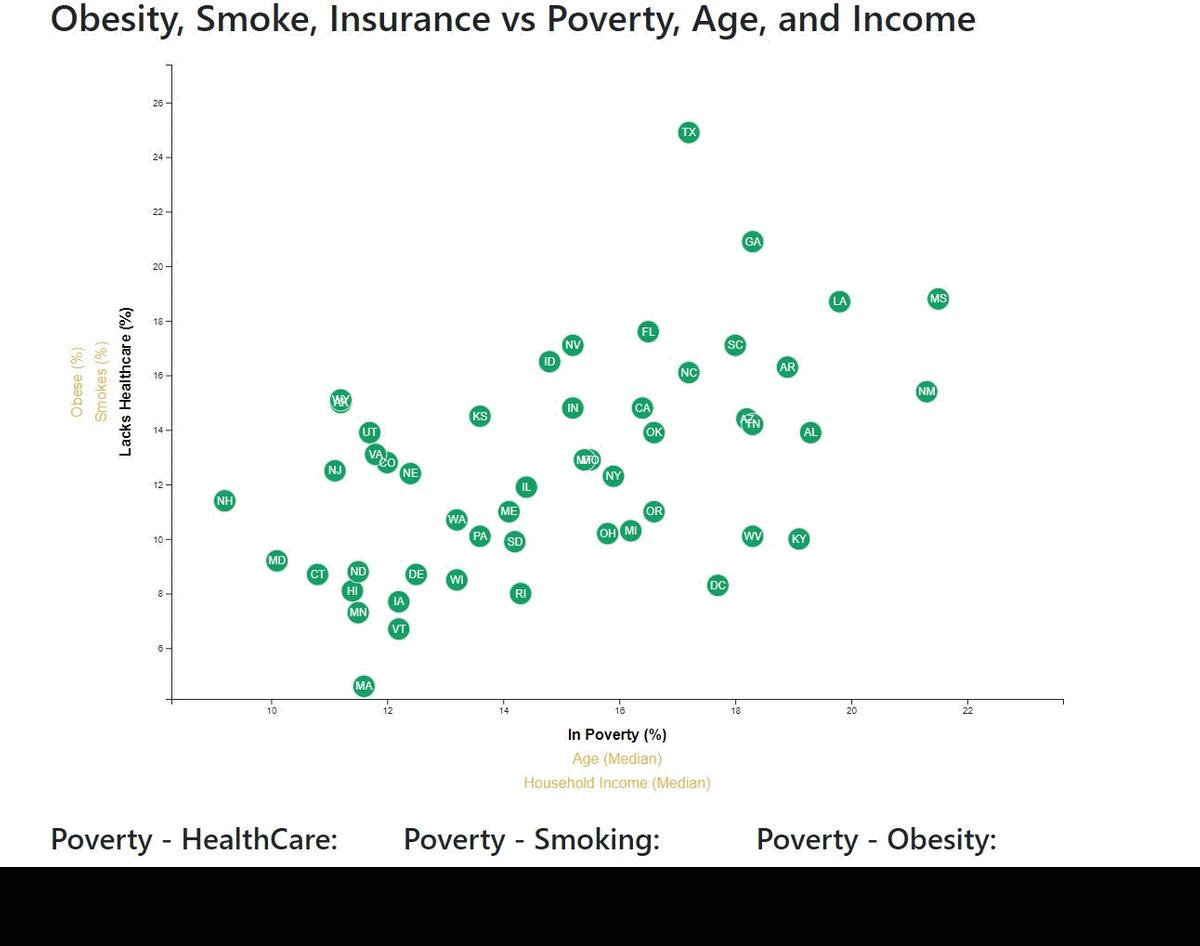 Obesity, Smoke, Insurance vs Poverty, Age, and Income
26
24
22
20
18
16
14
12
10
8
6
Obese (%)
Smokes (%)
Lacks Healthcare (%)
TX
GA
MS
LA
FL
NV
SC
ID
AR
NC
NM
WY
IN
CA
KS
AZ
TN
UT
OK
AL
VA
CO
NJ
NE
MO
NY
IL
NH
ME
OR
WA
MI
OH
PA
WV
KY
SD
MD
ND
CT
DE
WI
DC
HI
RI
IA
MN
VT
MA
10
12
14
16
18
20
22
In Poverty (%)
Age (Median)
Household Income (Median)
Poverty - HealthCare: Poverty - Smoking: Poverty - Obesity: